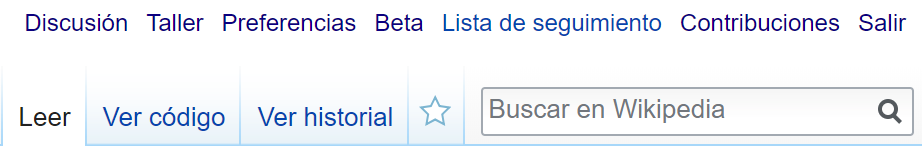 Discusión Taller Preferencias Beta Lista de seguimiento Contribuciones Salir
Leer Ver código Ver historial Buscar en Wikipedia